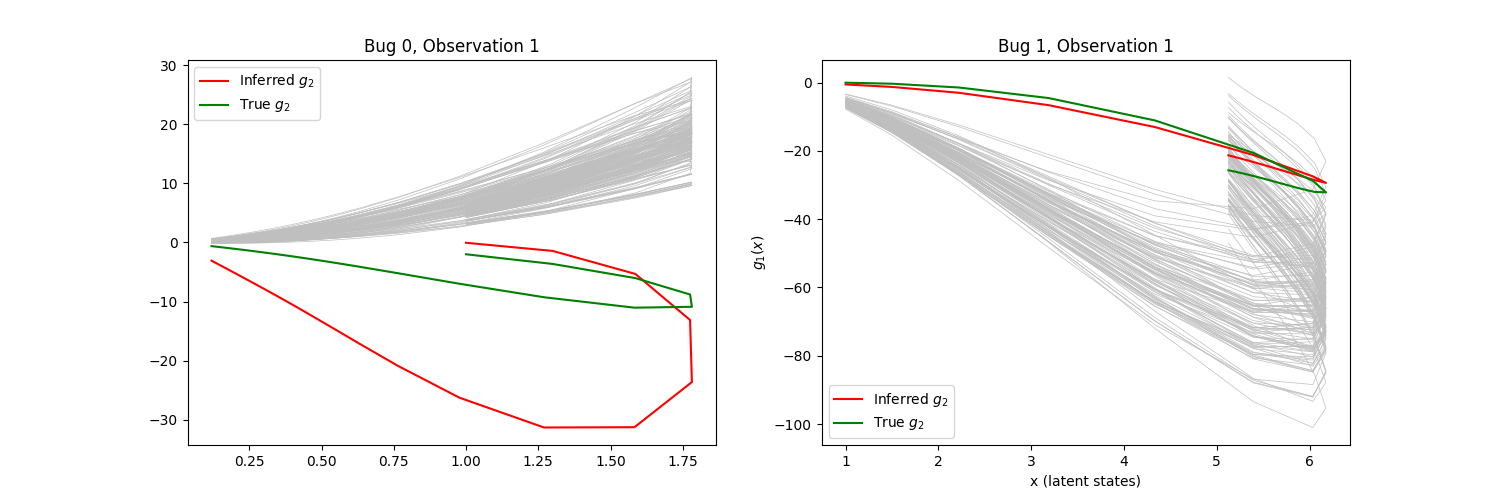 Bug 0, Observation 1
30
20
10
0
−10
−20
−30
0.25 0.50 0.75 1.00 1.25 1.50 1.75
Inferred g₂
True g₂
Bug 1, Observation 1
g₁(x)
0
−20
−40
−60
−80
−100
1 2 3 4 5 6
x (latent states)
Inferred g₂
True g₂